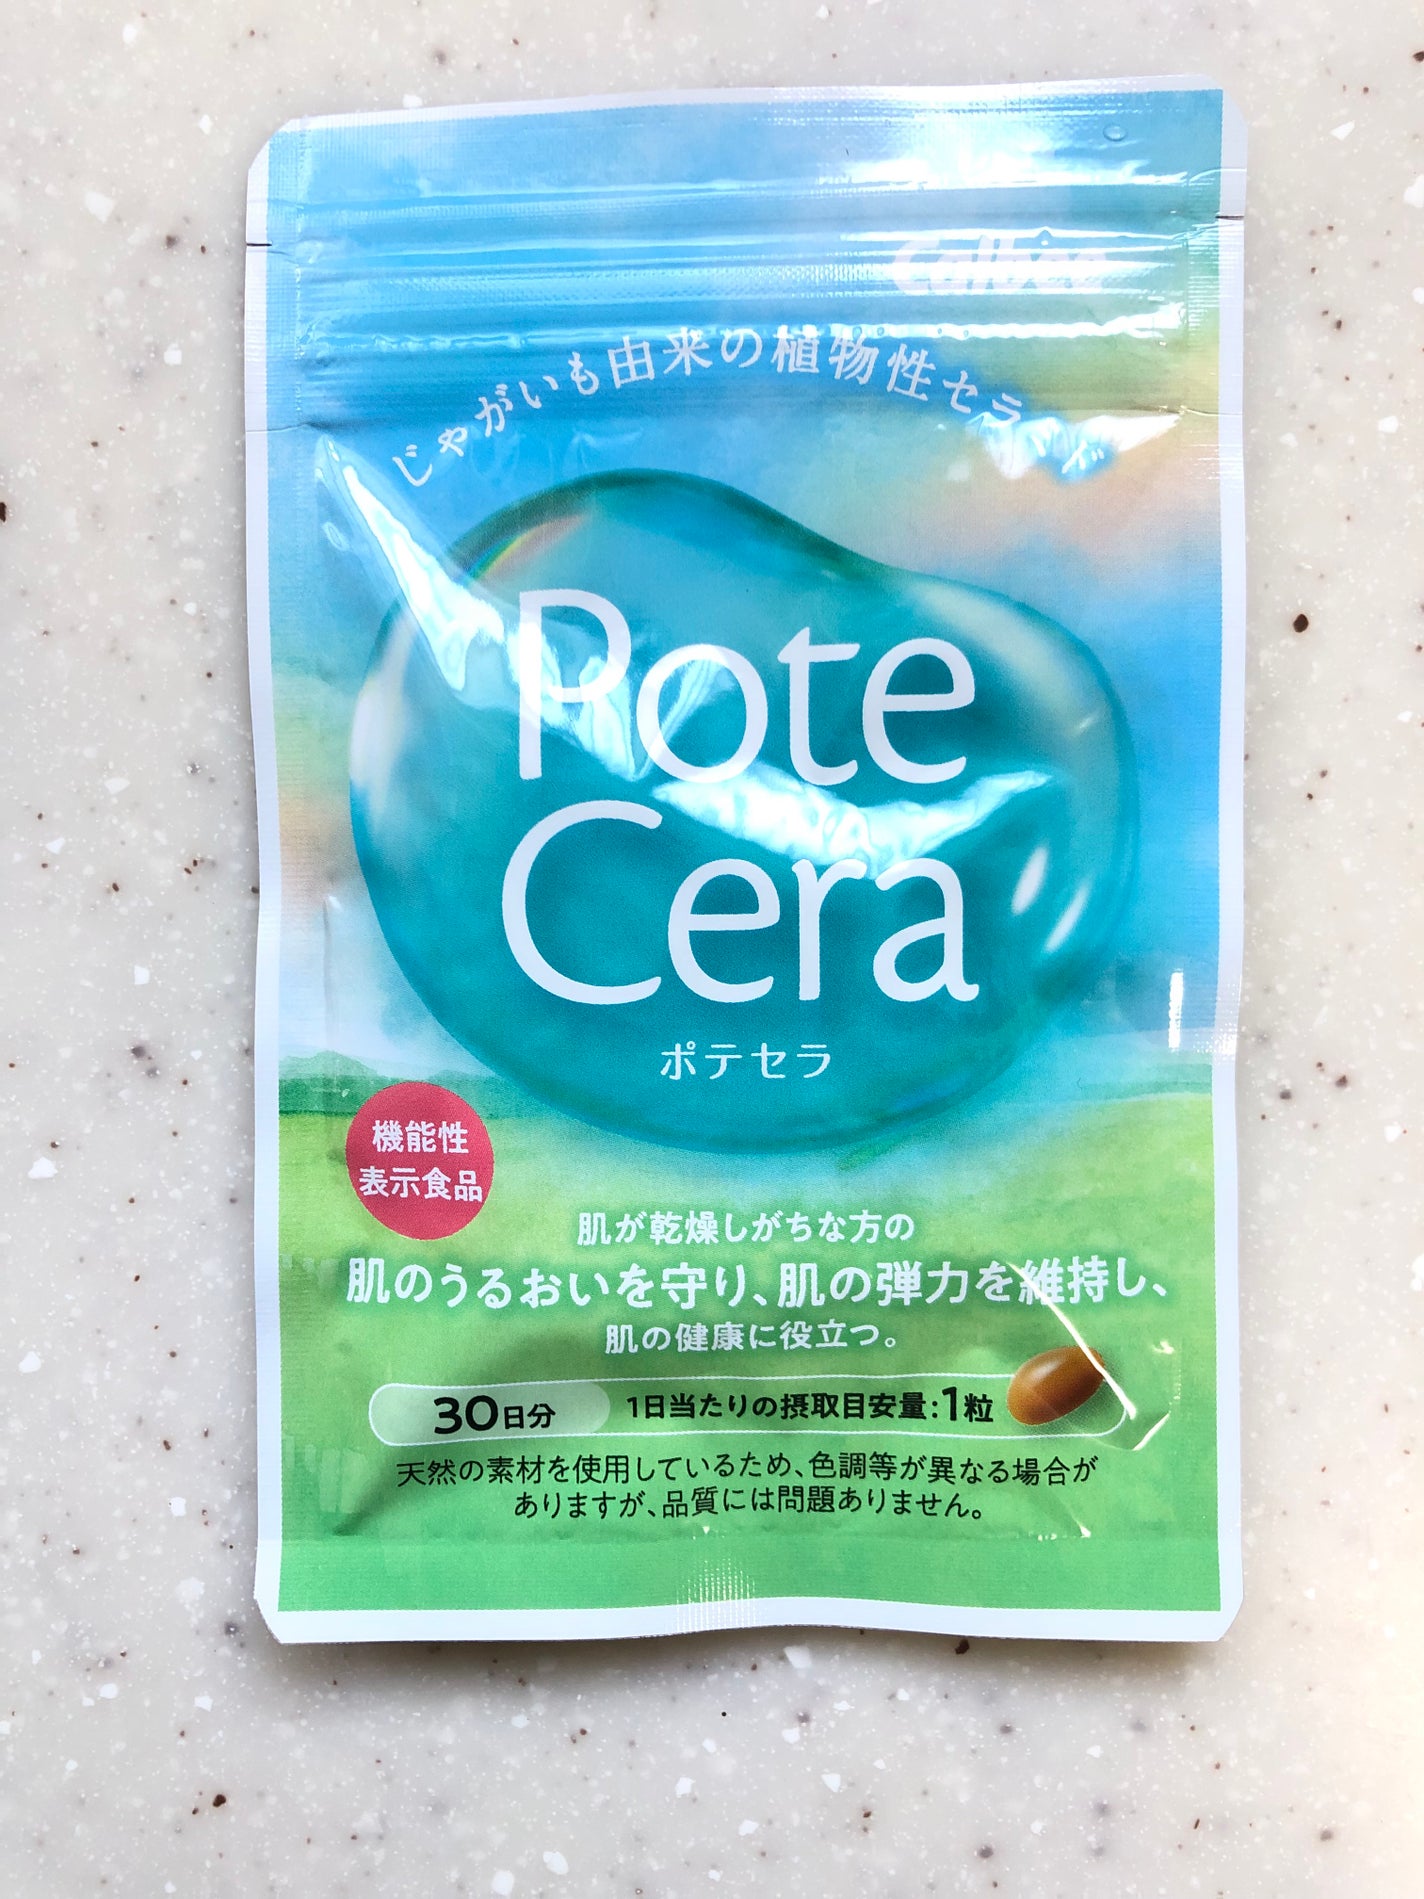 Calbee
じゃがいも由来の植物性セラミド
Pote
Cera
ポテセラ
機能性
表示食品
肌が乾燥しがちな方の
肌のうるおいを守り、肌の弾力を維持し、
肌の健康に役立つ。
30日分 1日当たりの摂取目安量:1粒
天然の素材を使用しているため、色調等が異なる場合が
ありますが、品質には問題ありません。